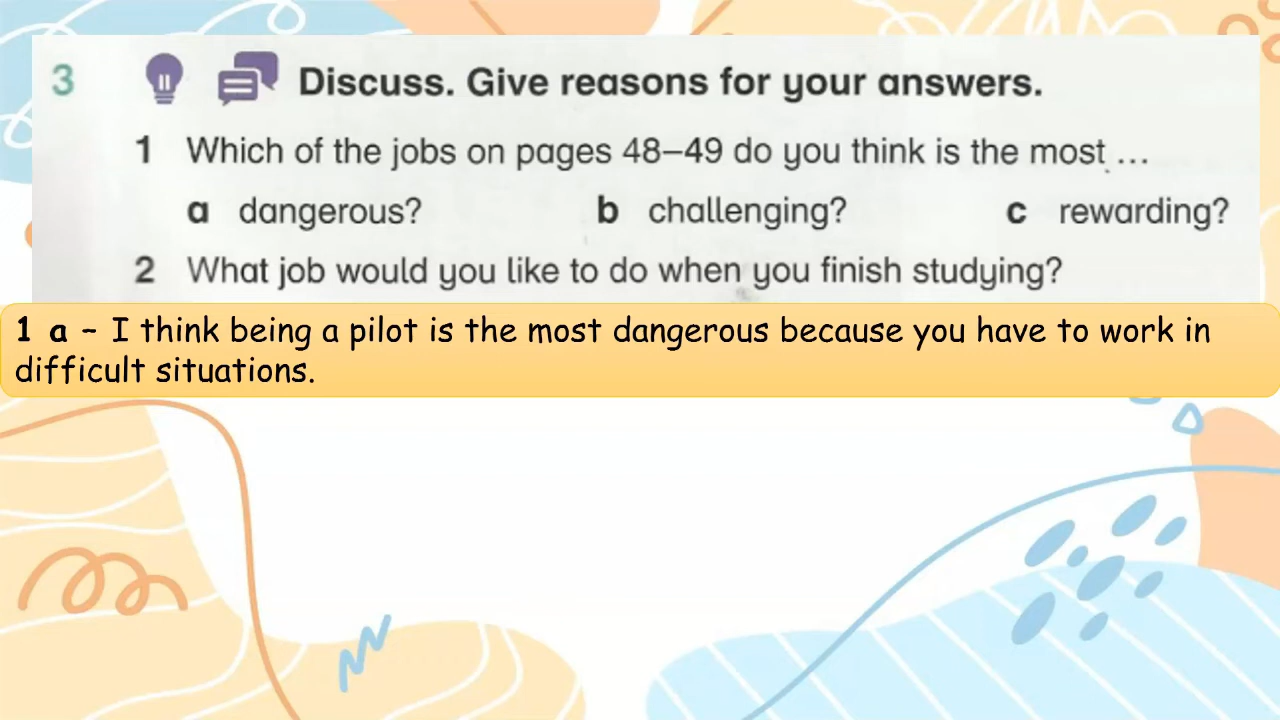 3 Discuss. Give reasons for your answers.
1 Which of the jobs on pages 48–49 do you think is the most ...
a dangerous? b challenging? c rewarding?
2 What job would you like to do when you finish studying?
1 a – I think being a pilot is the most dangerous because you have to work in
difficult situations.